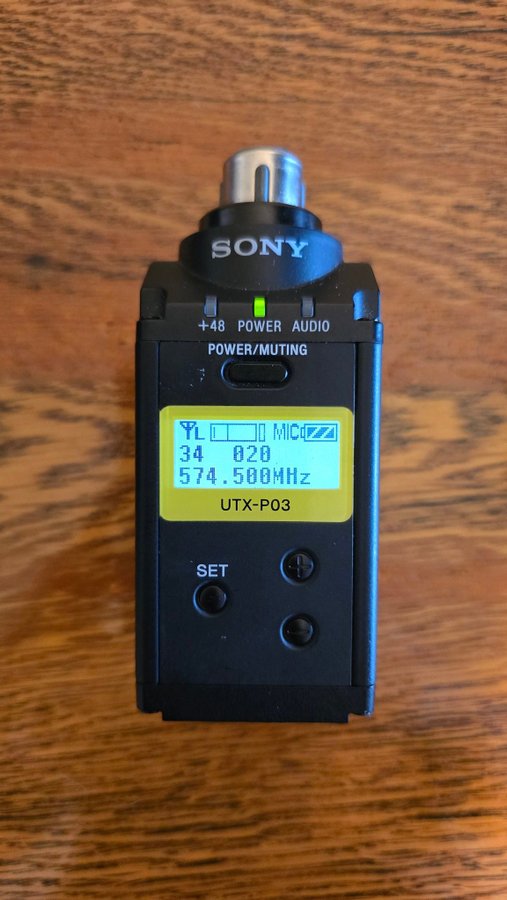 SONY
+48 POWER AUDIO
POWER/MUTING
L MIC
34 020
574.500MHz
UTX-P03
SET
+
-